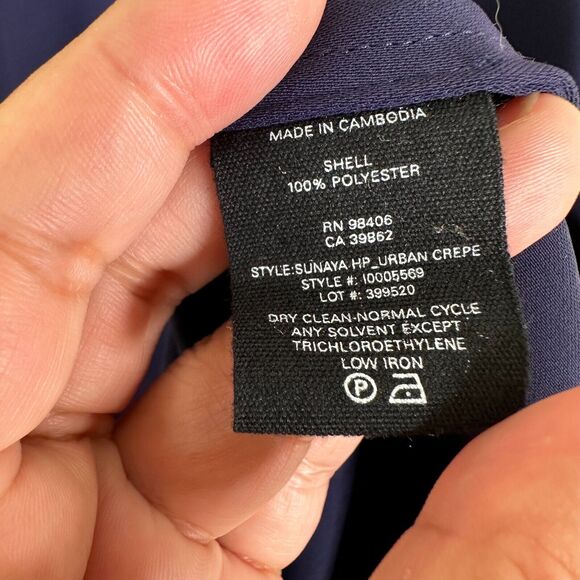 MADE IN CAMBODIA
SHELL
100% POLYESTER
RN 98406
CA 39862
STYLE:SUNAYA HP_URBAN CREPE
STYLE #: I0005569
LOT #: 399520
DRY CLEAN-NORMAL CYCLE
ANY SOLVENT EXCEPT
TRICHLOROETHYLENE
LOW IRON
P